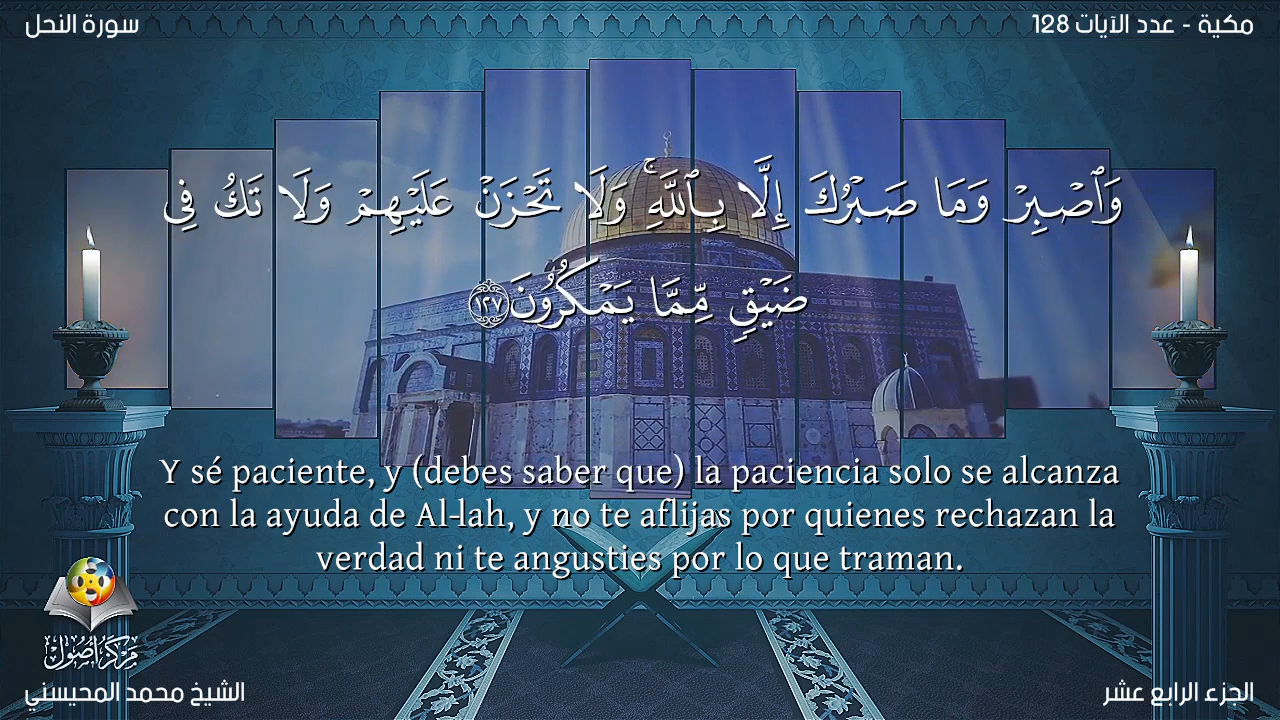 سورة النحل
مكية - عدد الآيات 128
وَٱصْبِرْ وَمَا صَبْرُكَ إِلَّا بِٱللَّهِ ۚ وَلَا تَحْزَنْ عَلَيْهِمْ وَلَا تَكُ فِى
ضَيْقٍ مِّمَّا يَمْكُرُونَ ١٢٧
Y sé paciente, y (debes saber que) la paciencia solo se alcanza
con la ayuda de Al-lah, y no te aflijas por quienes rechazan la
verdad ni te angusties por lo que traman.
مركز أصول
الشيخ محمد المحيسني
الجزء الرابع عشر